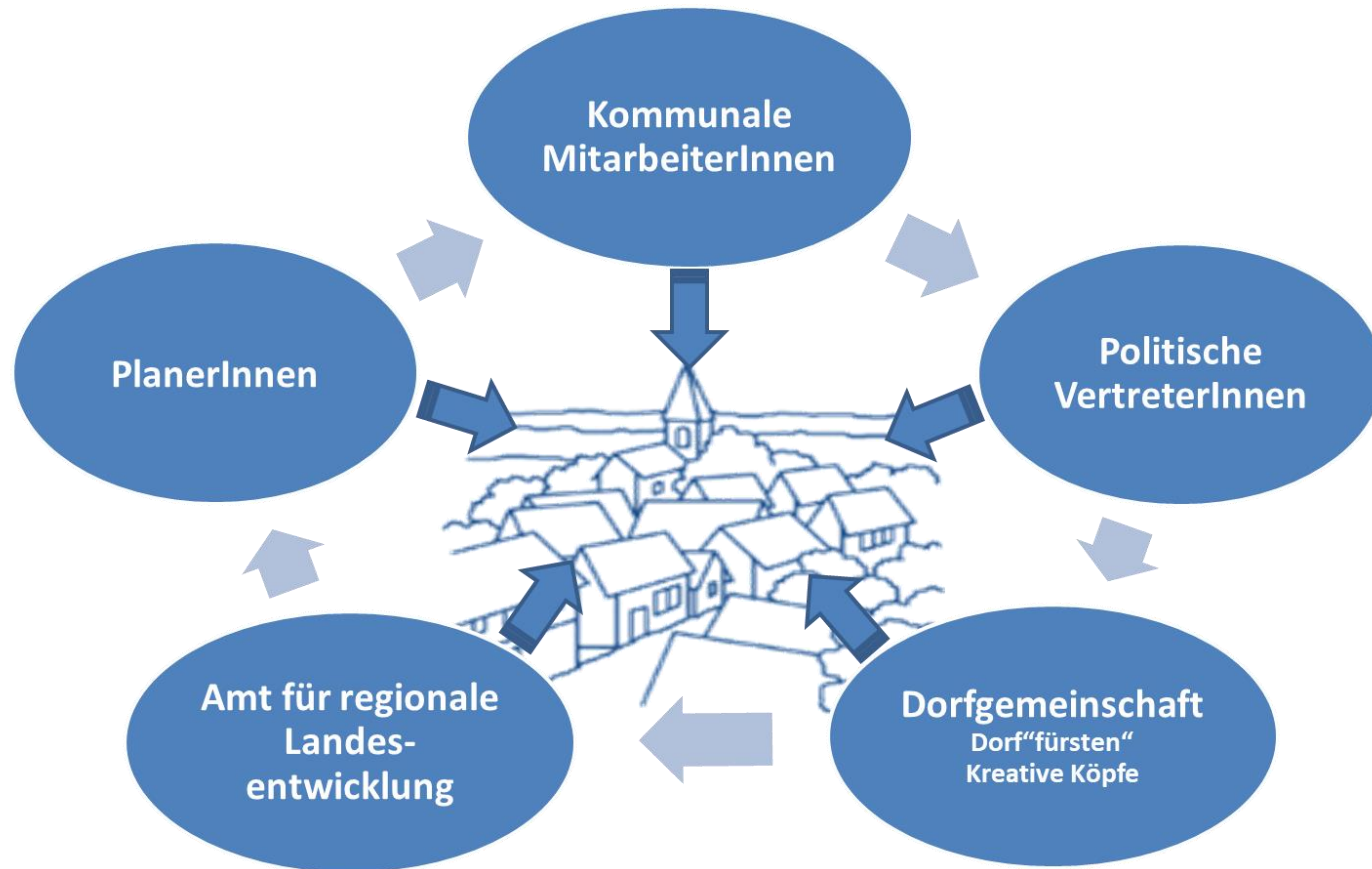 Kommunale
MitarbeiterInnen
PlanerInnen
Politische
VertreterInnen
Amt für regionale
Landes-
entwicklung
Dorfgemeinschaft
Dorf“fürsten“
Kreative Köpfe